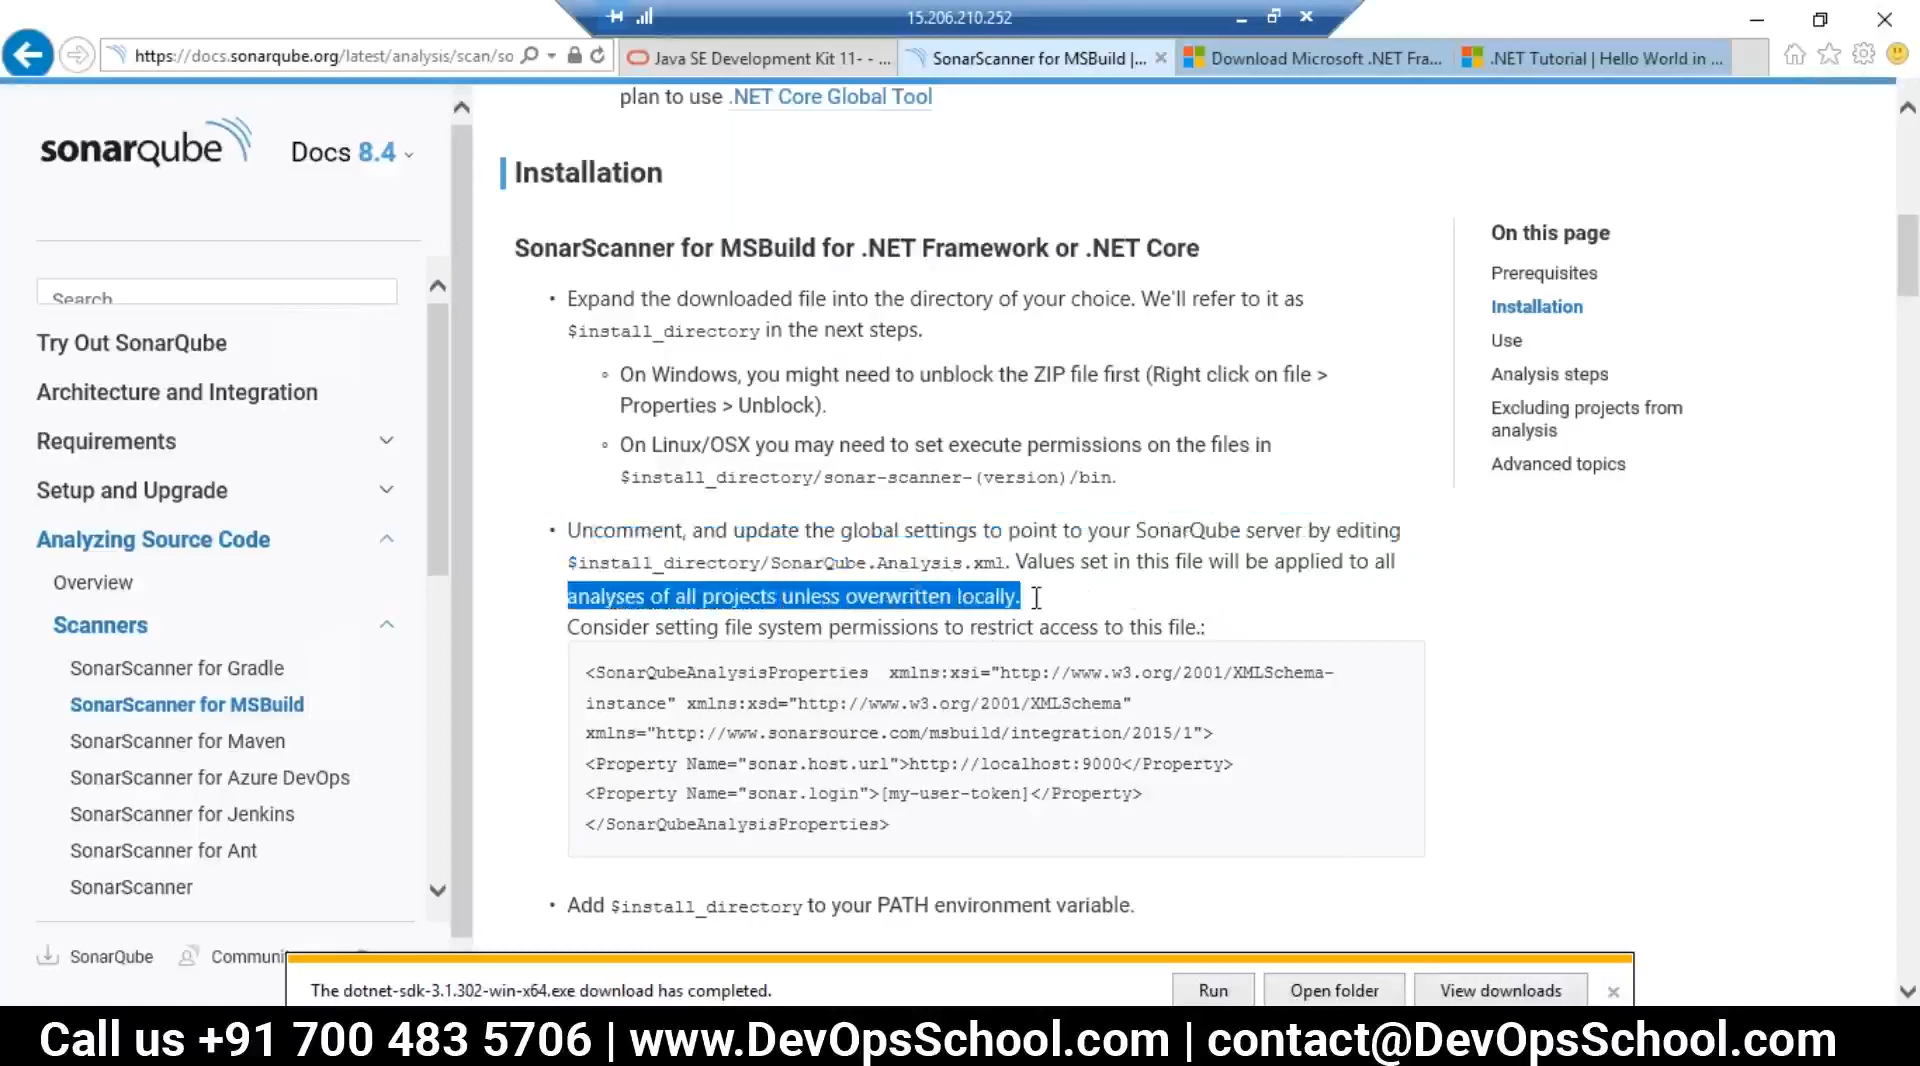 15.206.210.252
https://docs.sonarqube.org/latest/analysis/scan/so
Java SE Development Kit 11- - ...
SonarScanner for MSBuild |...
Download Microsoft .NET Fra...
.NET Tutorial | Hello World in ...
sonarqube
Docs 8.4
Search
Try Out SonarQube
Architecture and Integration
Requirements
Setup and Upgrade
Analyzing Source Code
Overview
Scanners
SonarScanner for Gradle
SonarScanner for MSBuild
SonarScanner for Maven
SonarScanner for Azure DevOps
SonarScanner for Jenkins
SonarScanner for Ant
SonarScanner
SonarQube
plan to use .NET Core Global Tool
Installation
SonarScanner for MSBuild for .NET Framework or .NET Core
• Expand the downloaded file into the directory of your choice. We'll refer to it as
$install_directory in the next steps.
◦ On Windows, you might need to unblock the ZIP file first (Right click on file >
Properties > Unblock).
◦ On Linux/OSX you may need to set execute permissions on the files in
$install_directory/sonar-scanner-(version)/bin.
• Uncomment, and update the global settings to point to your SonarQube server by editing
$install_directory/SonarQube.Analysis.xml. Values set in this file will be applied to all
analyses of all projects unless overwritten locally.
Consider setting file system permissions to restrict access to this file.:
<SonarQubeAnalysisProperties xmlns:xsi="http://www.w3.org/2001/XMLSchema-
instance" xmlns:xsd="http://www.w3.org/2001/XMLSchema"
xmlns="http://www.sonarsource.com/msbuild/integration/2015/1">
<Property Name="sonar.host.url">http://localhost:9000</Property>
<Property Name="sonar.login">[my-user-token]</Property>
</SonarQubeAnalysisProperties>
• Add $install_directory to your PATH environment variable.
On this page
Prerequisites
Installation
Use
Analysis steps
Excluding projects from
analysis
Advanced topics
The dotnet-sdk-3.1.302-win-x64.exe download has completed.
Run
Open folder
View downloads
Call us +91 700 483 5706 | www.DevOpsSchool.com | contact@DevOpsSchool.com